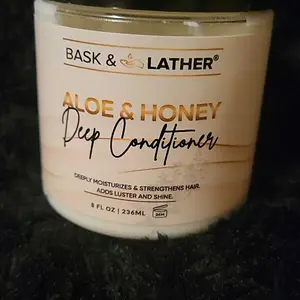 BASK & LATHER®
ALOE & HONEY
Deep Conditioner
DEEPLY MOISTURIZES & STRENGTHENS HAIR.
ADDS LUSTER AND SHINE.
8 FL OZ | 236ML